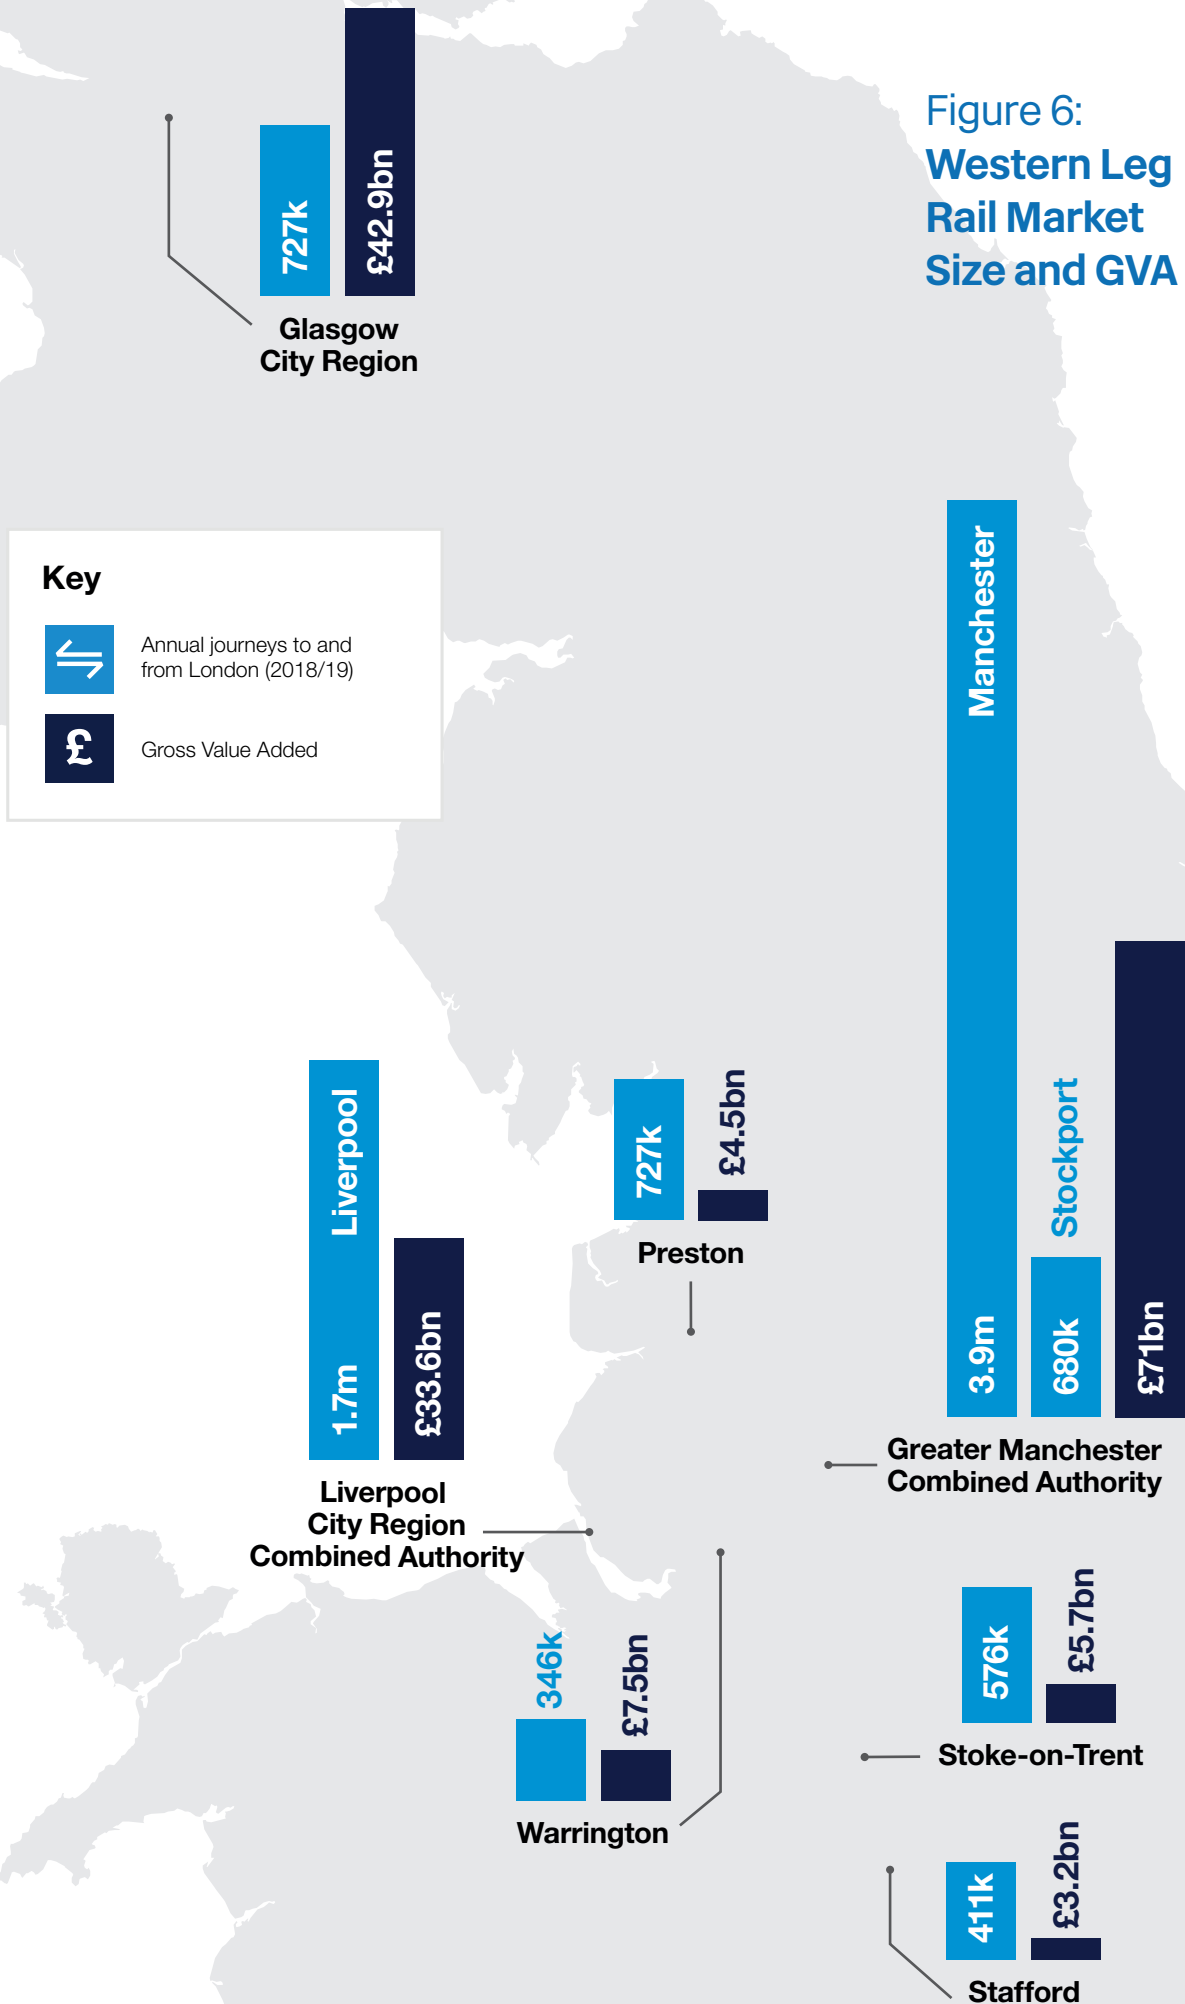 Figure 6:
Western Leg
Rail Market
Size and GVA
727k
£42.9bn
Glasgow
City Region
Key
Annual journeys to and
from London (2018/19)
£
Gross Value Added
Manchester
3.9m
Stockport
680k
£71bn
Greater Manchester
Combined Authority
Liverpool
1.7m
£33.6bn
Liverpool
City Region
Combined Authority
727k
£4.5bn
Preston
346k
£7.5bn
Warrington
576k
£5.7bn
Stoke-on-Trent
411k
£3.2bn
Stafford